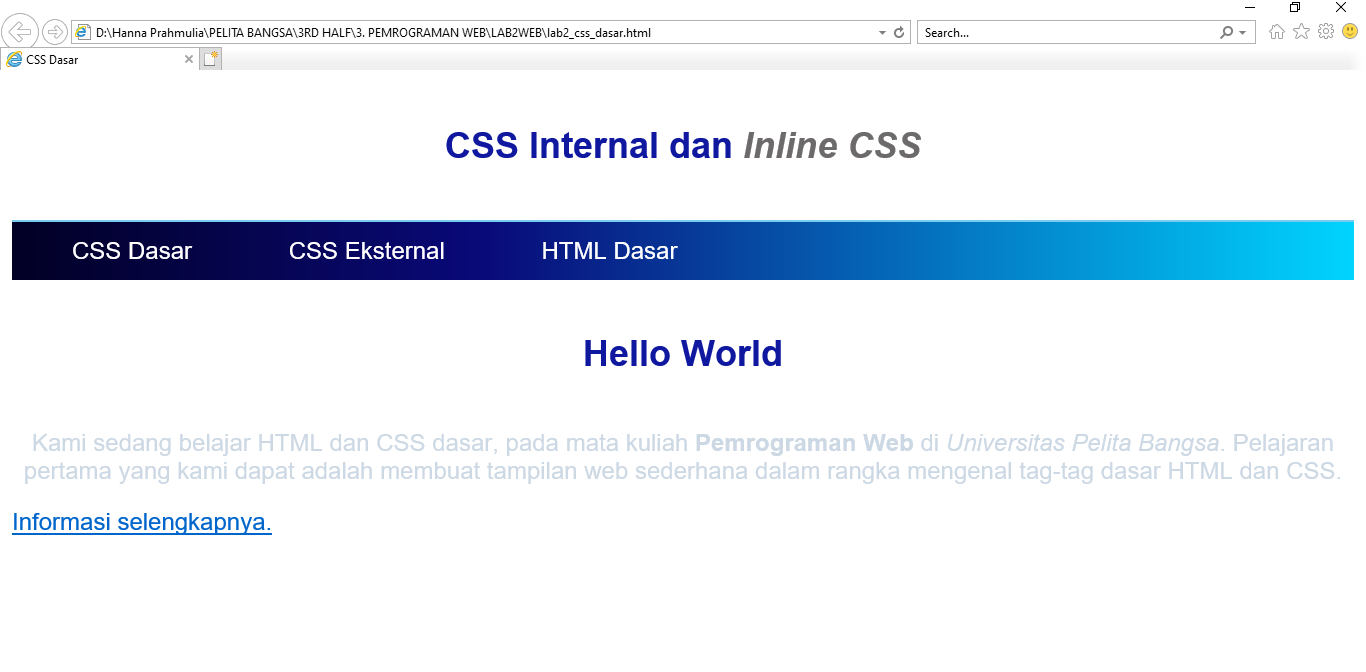 D:\Hanna Prahmulia\PELITA BANGSA\3RD HALF\3. PEMROGRAMAN WEB\LAB2WEB\lab2_css_dasar.html
Search...
CSS Dasar
CSS Internal dan Inline CSS
CSS Dasar CSS Eksternal HTML Dasar
Hello World
Kami sedang belajar HTML dan CSS dasar, pada mata kuliah Pemrograman Web di Universitas Pelita Bangsa. Pelajaran
pertama yang kami dapat adalah membuat tampilan web sederhana dalam rangka mengenal tag-tag dasar HTML dan CSS.
Informasi selengkapnya.